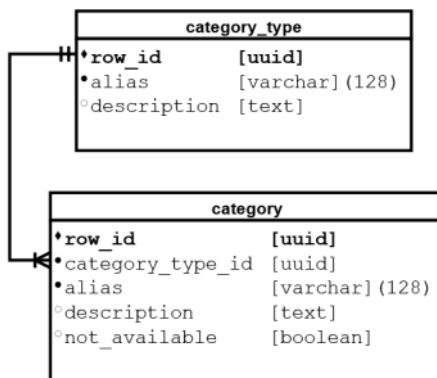 category_type
row_id [uuid]
alias [varchar](128)
description [text]
category
row_id [uuid]
category_type_id [uuid]
alias [varchar](128)
description [text]
not_available [boolean]